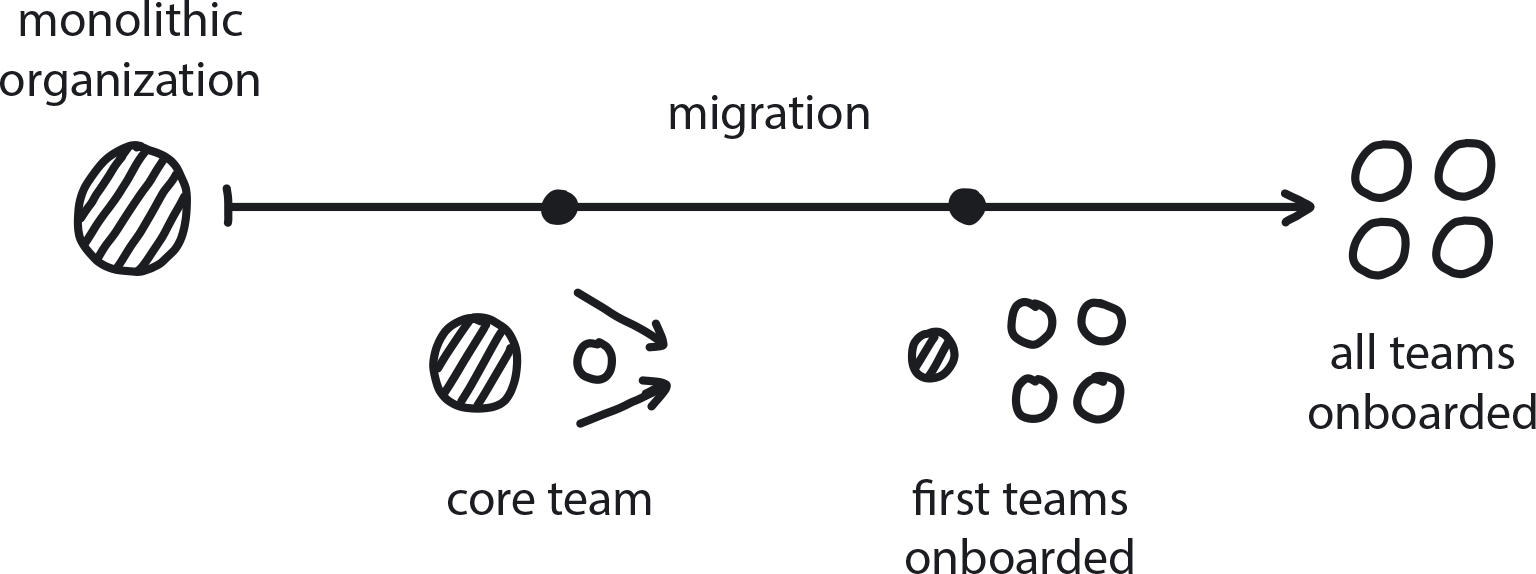 monolithic
organization
migration
core team
first teams
onboarded
all teams
onboarded